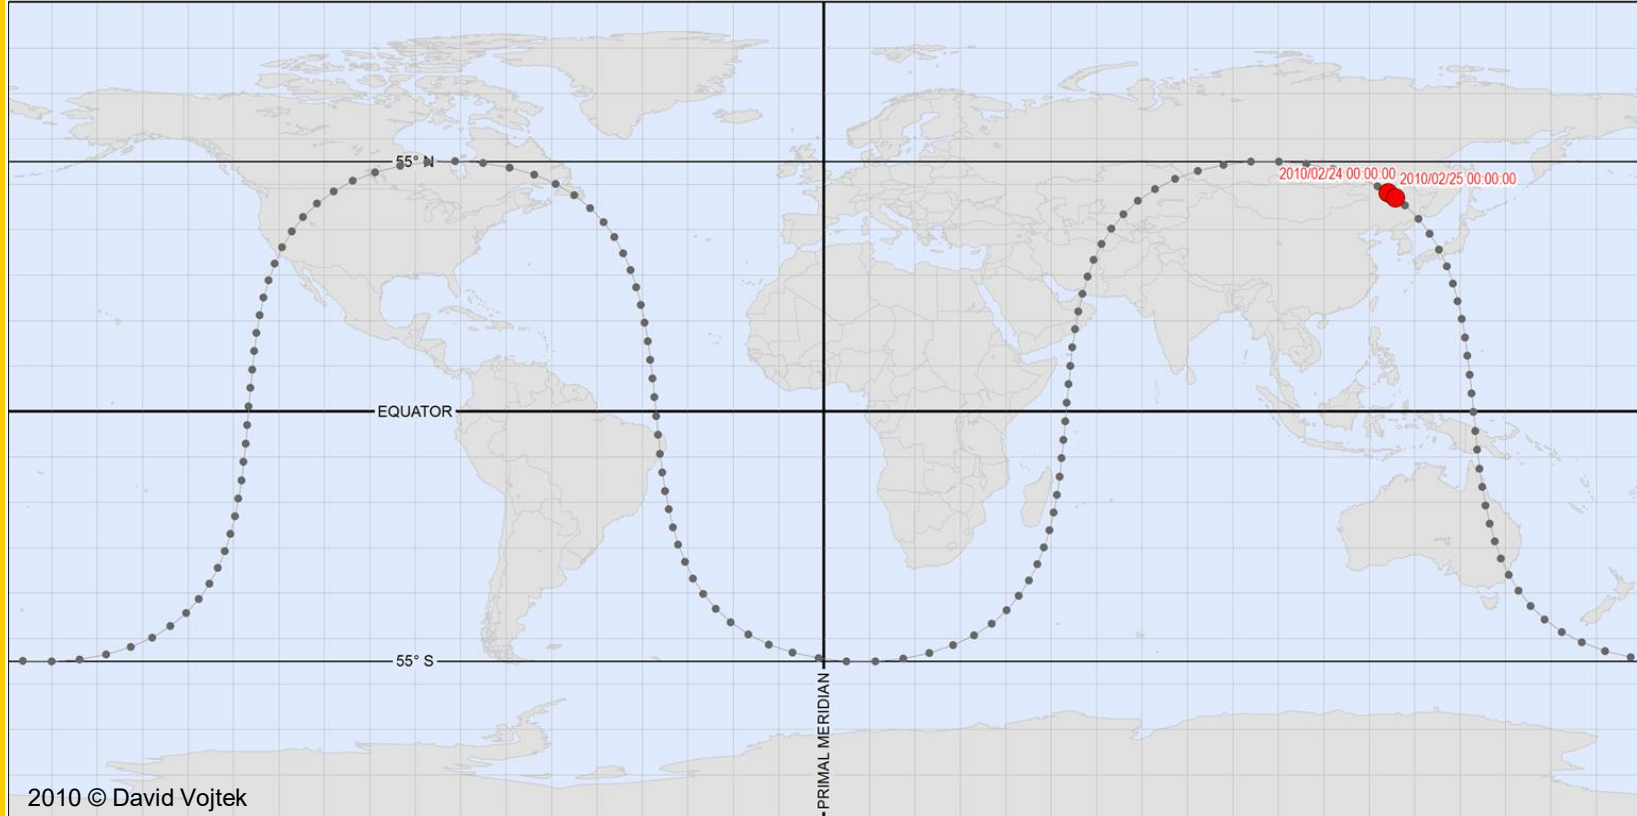 55° N
2010/02/24 00:00:00
2010/02/25 00:00:00
EQUATOR
55° S
PRIMAL MERIDIAN
2010 © David Vojtek